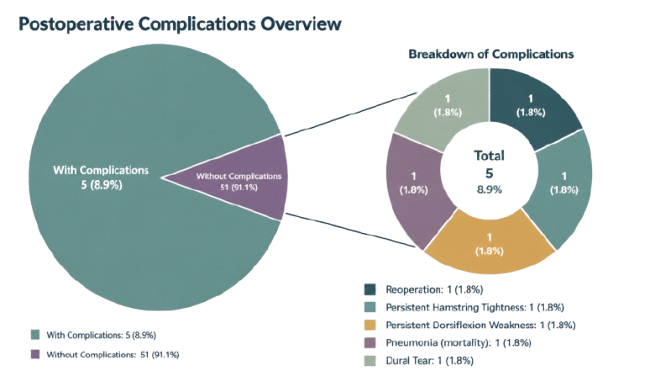 Postoperative Complications Overview
Breakdown of Complications
With Complications
5 (8.9%)
Without Complications
51 (91.1%)
1
(1.8%)
1
(1.8%)
1
(1.8%)
1
(1.8%)
1
(1.8%)
Total
5
8.9%
With Complications: 5 (8.9%)
Without Complications: 51 (91.1%)
Reoperation: 1 (1.8%)
Persistent Hamstring Tightness: 1 (1.8%)
Persistent Dorsiflexion Weakness: 1 (1.8%)
Pneumonia (mortality): 1 (1.8%)
Dural Tear: 1 (1.8%)